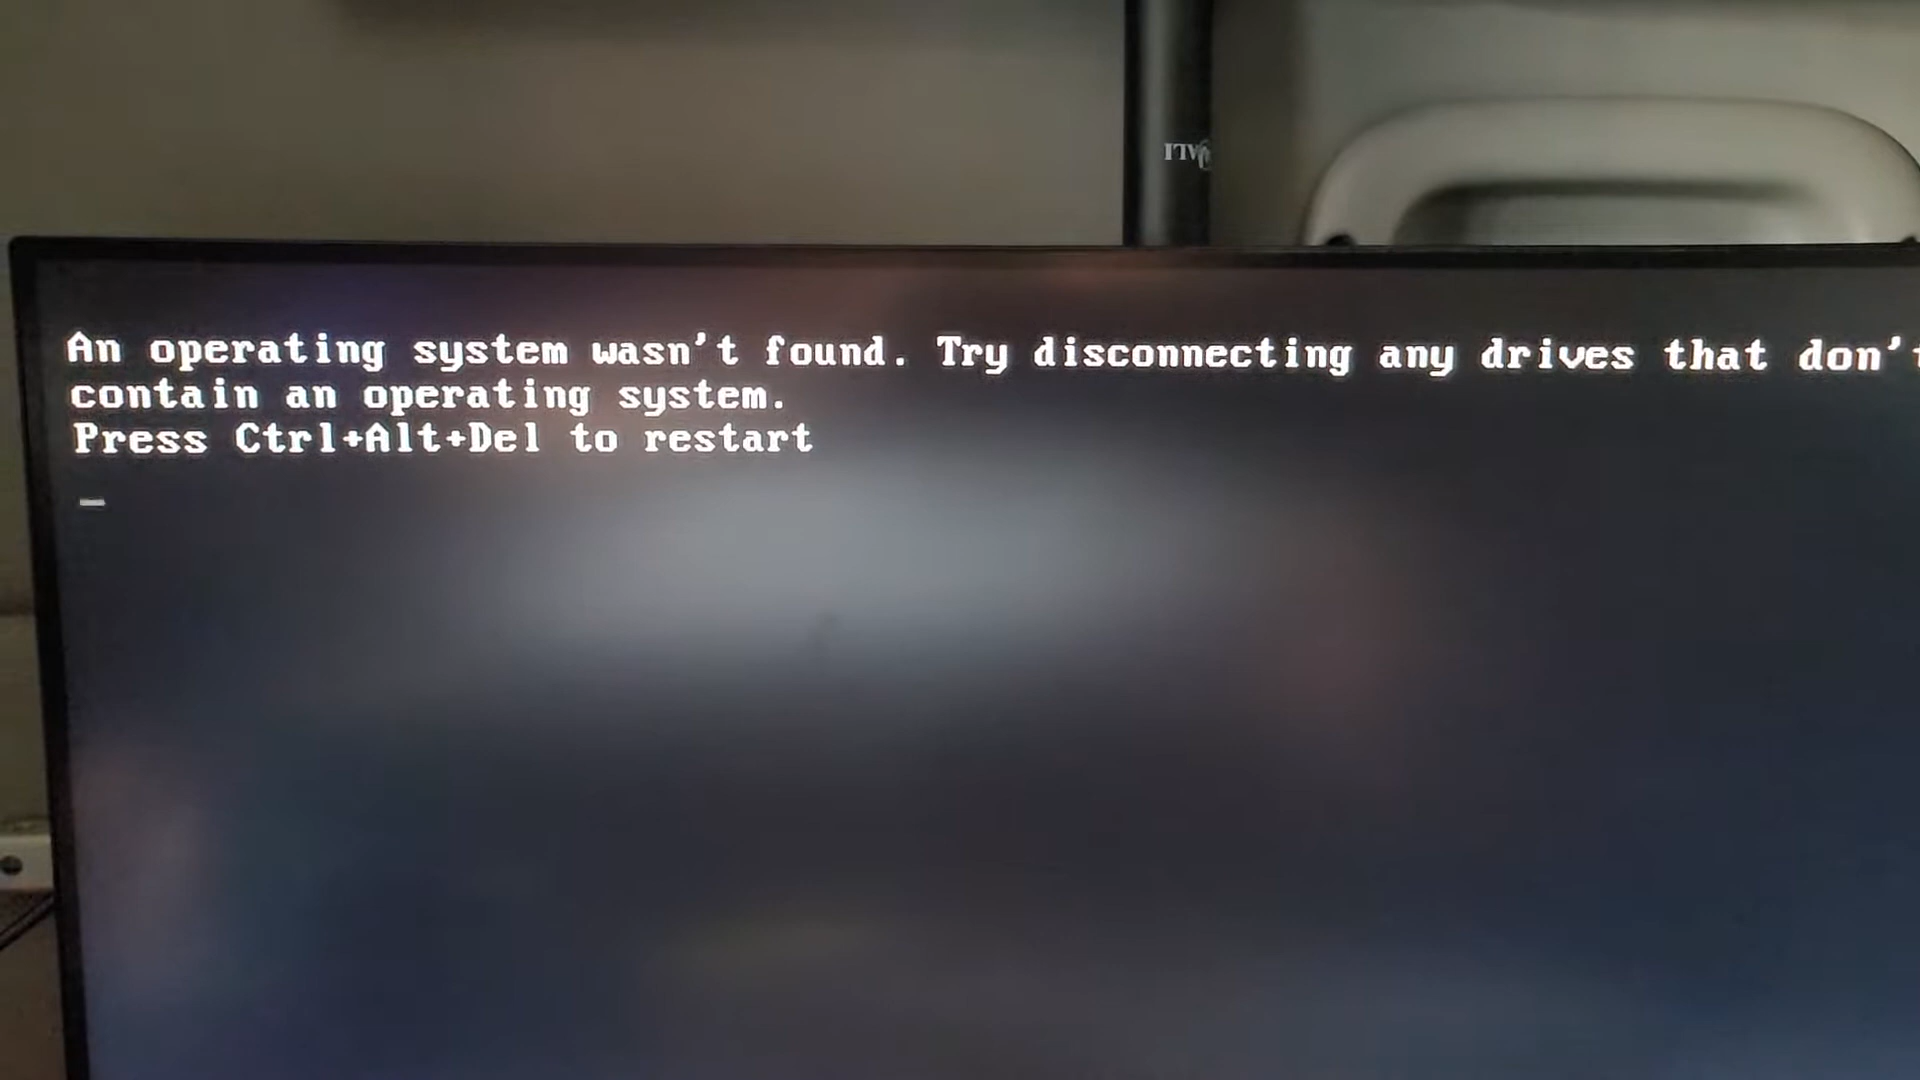 An operating system wasn't found. Try disconnecting any drives that don'
contain an operating system.
Press Ctrl+Alt+Del to restart